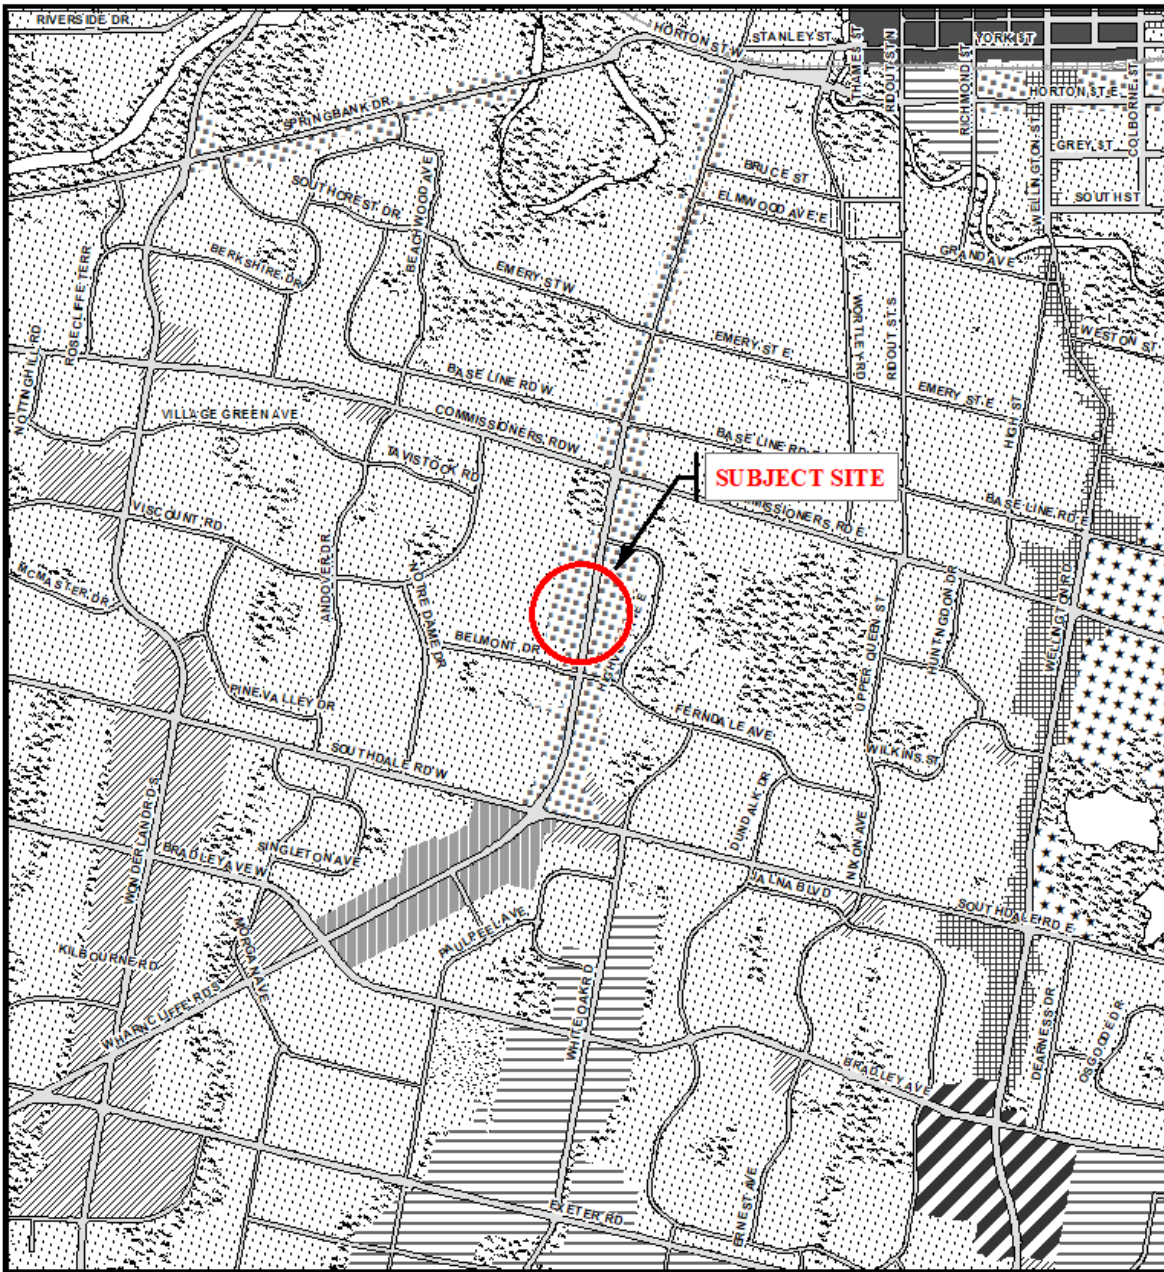 RIVERSIDE DR
HORTON ST W
STANLEY ST
THAMES ST
RIDOUT ST N
YORK ST
RICHMOND ST
HORTON ST E
COLBORNE ST
SPRINGBANK DR
WELLINGTON ST
GREY ST
BRUCE ST
SOUTH ST
SOUTHCREST DR
BEACHWOOD AVE
ELMWOOD AVE E
BERKSHIRE DR
GRAND AVE
ROSECLIFFE TERR
EMERY ST W
WORTLEY RD
RIDOUT ST S
WESTON ST
NOTTINGHILL RD
EMERY ST E
BASE LINE RD W
EMERY ST E
VILLAGE GREEN AVE
COMMISSIONERS RD W
HIGH ST
BASE LINE RD E
TAVISTOCK RD
SUBJECT SITE
MISSIONERS RD E
BASE LINE RD E
VISCOUNT RD
ANDOVER DR
MCMASTER DR
NOTRE DAME DR
HUNTINGDON DR
WELLINGTON RD
UPPER QUEEN ST
BELMONT DR
PINE VALLEY DR
FERNDALE AVE
SOUTHDALE RD W
WILKINS ST
WONDERLAND RD S
DUNDALK DR
NIXON AVE
BRADLEY AVE W
SINGLETON AVE
JALNA BLVD
SOUTHDALE RD E
PAULPEEL AVE
MORGAN AVE
KILBOURNE RD
WHITE OAK RD
WHARNCLIFFE RD S
DEARNESS DR
OSGOODE DR
BRADLEY AVE
ERNEST AVE
EXETER RD